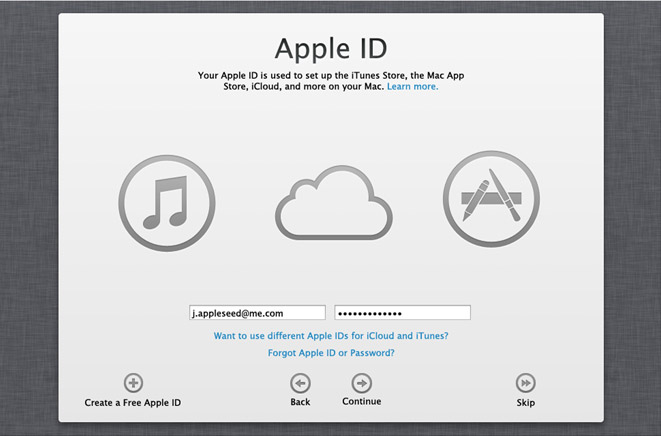 Apple ID
Your Apple ID is used to set up the iTunes Store, the Mac App
Store, iCloud, and more on your Mac. Learn more.
j.appleseed@me.com •••••••••••••
Want to use different Apple IDs for iCloud and iTunes?
Forgot Apple ID or Password?
Create a Free Apple ID Back Continue Skip